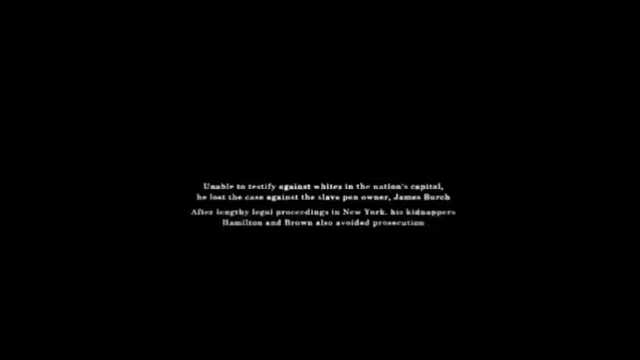 Unable to testify against whites in the nation's capital,
he lost the case against the slave pen owner, James Burch
After lengthy legal proceedings in New York, his kidnappers
Hamilton and Brown also avoided prosecution